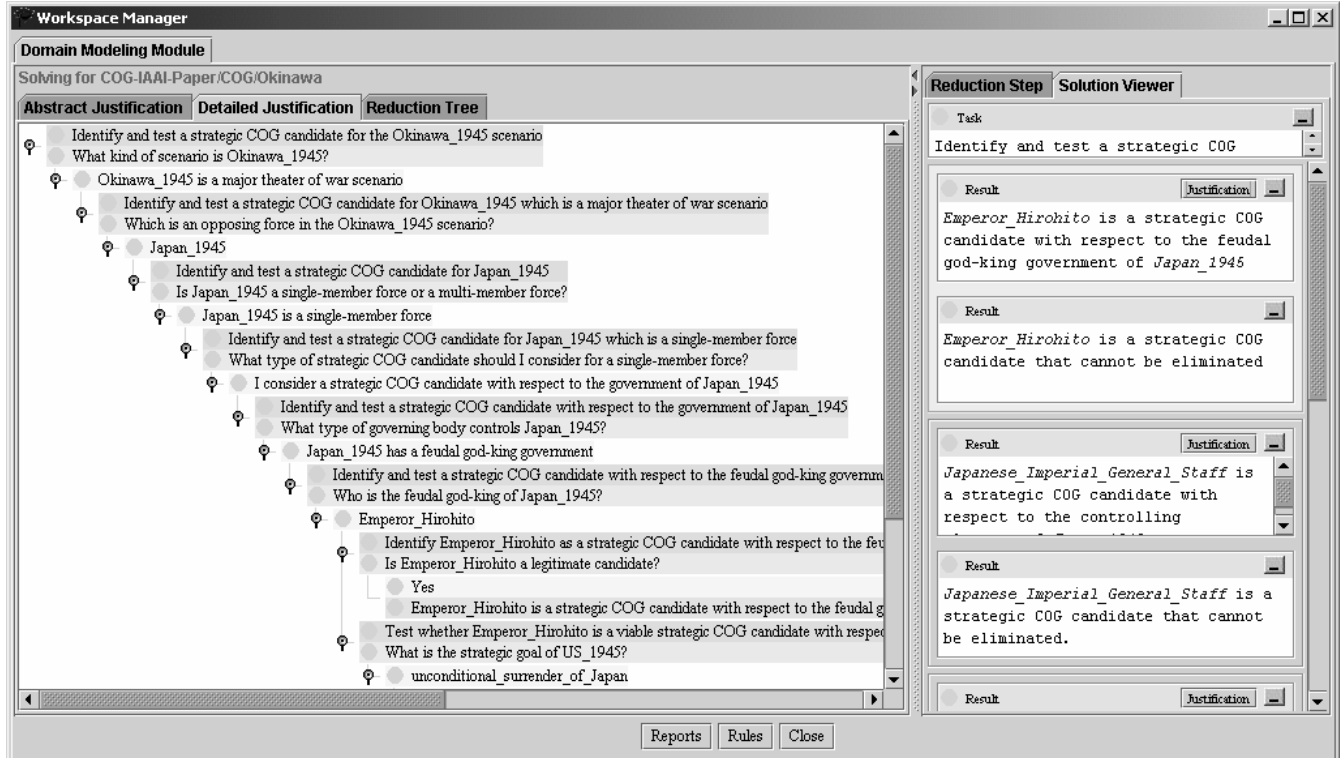 Workspace Manager
Domain Modeling Module
Solving for COG-IAAI-Paper/COG/Okinawa
Abstract Justification Detailed Justification Reduction Tree
Identify and test a strategic COG candidate for the Okinawa_1945 scenario
What kind of scenario is Okinawa_1945?
Okinawa_1945 is a major theater of war scenario
Identify and test a strategic COG candidate for Okinawa_1945 which is a major theater of war scenario
Which is an opposing force in the Okinawa_1945 scenario?
Japan_1945
Identify and test a strategic COG candidate for Japan_1945
Is Japan_1945 a single-member force or a multi-member force?
Japan_1945 is a single-member force
Identify and test a strategic COG candidate for Japan_1945 which is a single-member force
What type of strategic COG candidate should I consider for a single-member force?
I consider a strategic COG candidate with respect to the government of Japan_1945
Identify and test a strategic COG candidate with respect to the government of Japan_1945
What type of governing body controls Japan_1945?
Japan_1945 has a feudal god-king government
Identify and test a strategic COG candidate with respect to the feudal god-king governm
Who is the feudal god-king of Japan_1945?
Emperor_Hirohito
Identify Emperor_Hirohito as a strategic COG candidate with respect to the feu
Is Emperor_Hirohito a legitimate candidate?
Yes
Emperor_Hirohito is a strategic COG candidate with respect to the feudal g
Test whether Emperor_Hirohito is a viable strategic COG candidate with respec
What is the strategic goal of US_1945?
unconditional_surrender_of_Japan
Reduction Step Solution Viewer
Task
Identify and test a strategic COG
Result Justification
Emperor_Hirohito is a strategic COG
candidate with respect to the feudal
god-king government of Japan_1945
Result
Emperor_Hirohito is a strategic COG
candidate that cannot be eliminated
Result Justification
Japanese_Imperial_General_Staff is
a strategic COG candidate with
respect to the controlling
Result
Japanese_Imperial_General_Staff is a
strategic COG candidate that cannot
be eliminated.
Result Justification
Reports Rules Close